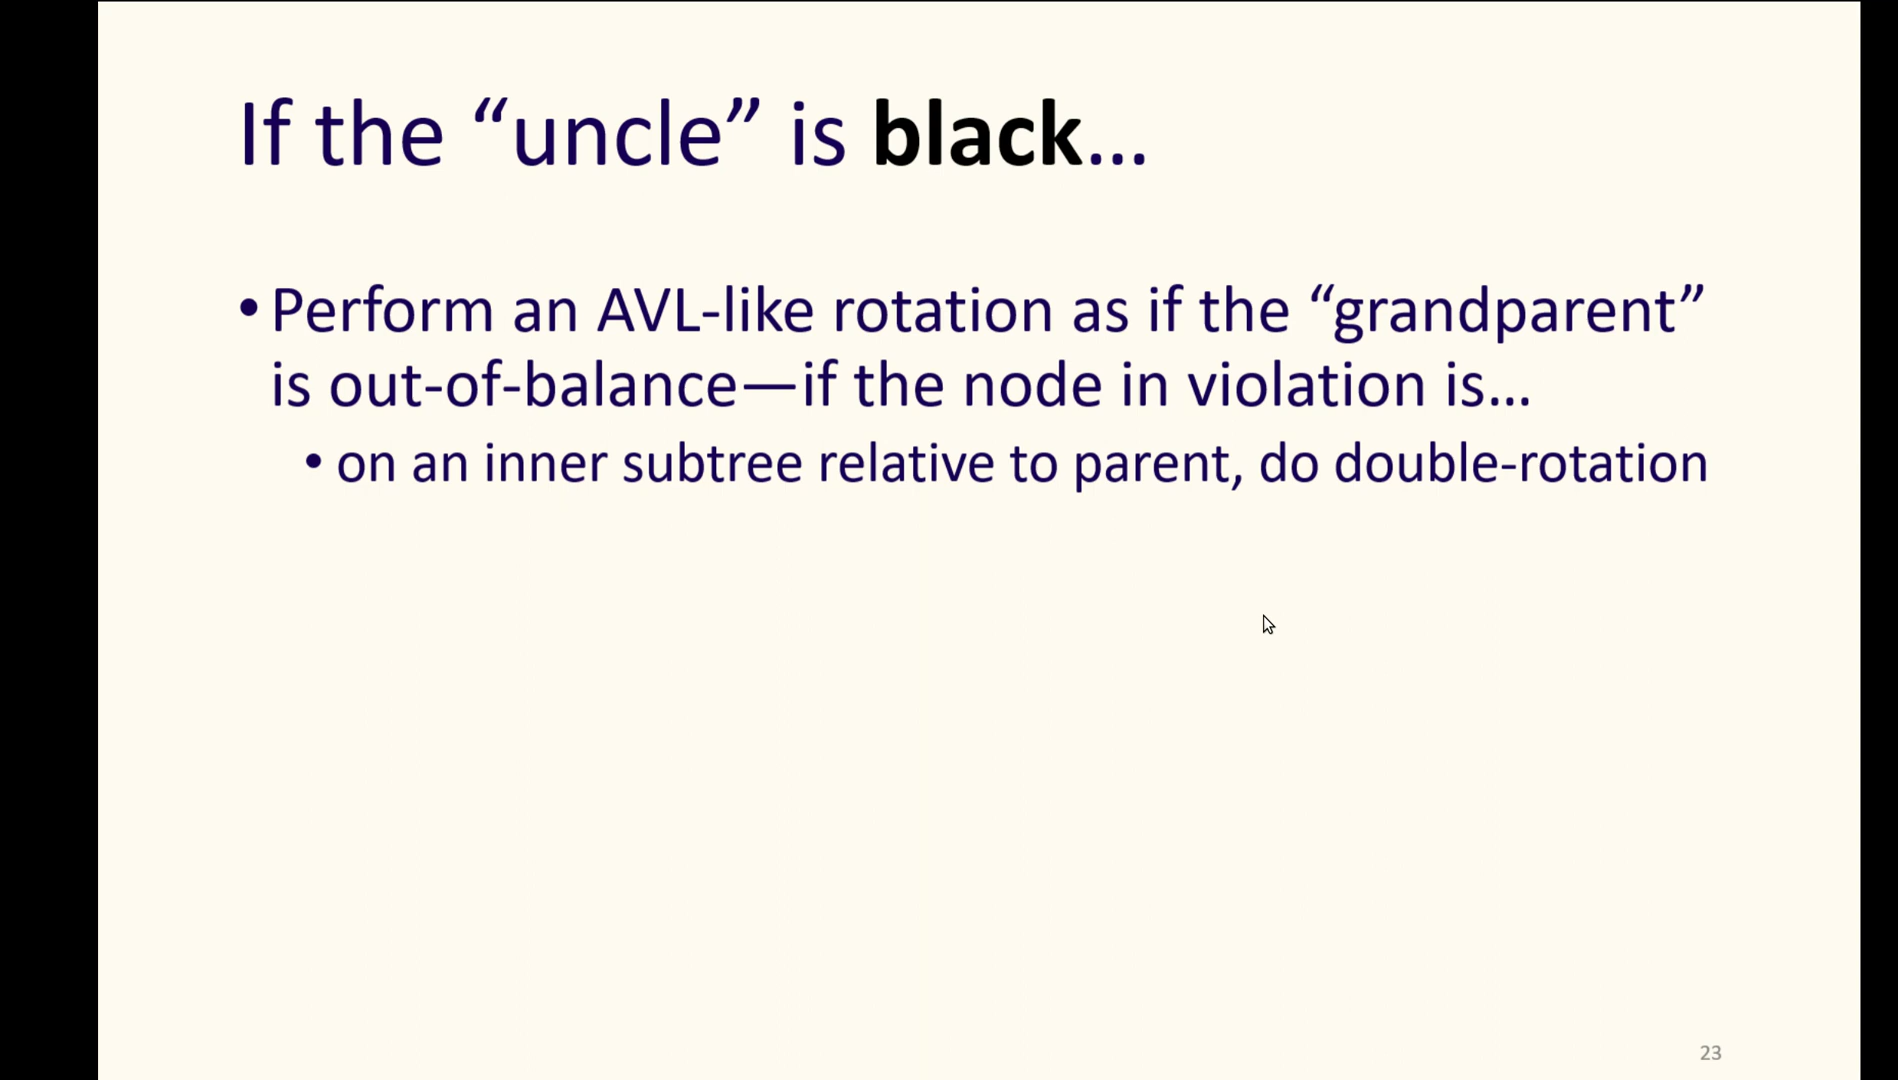 If the “uncle” is black…
• Perform an AVL-like rotation as if the “grandparent”
is out-of-balance—if the node in violation is…
• on an inner subtree relative to parent, do double-rotation
23